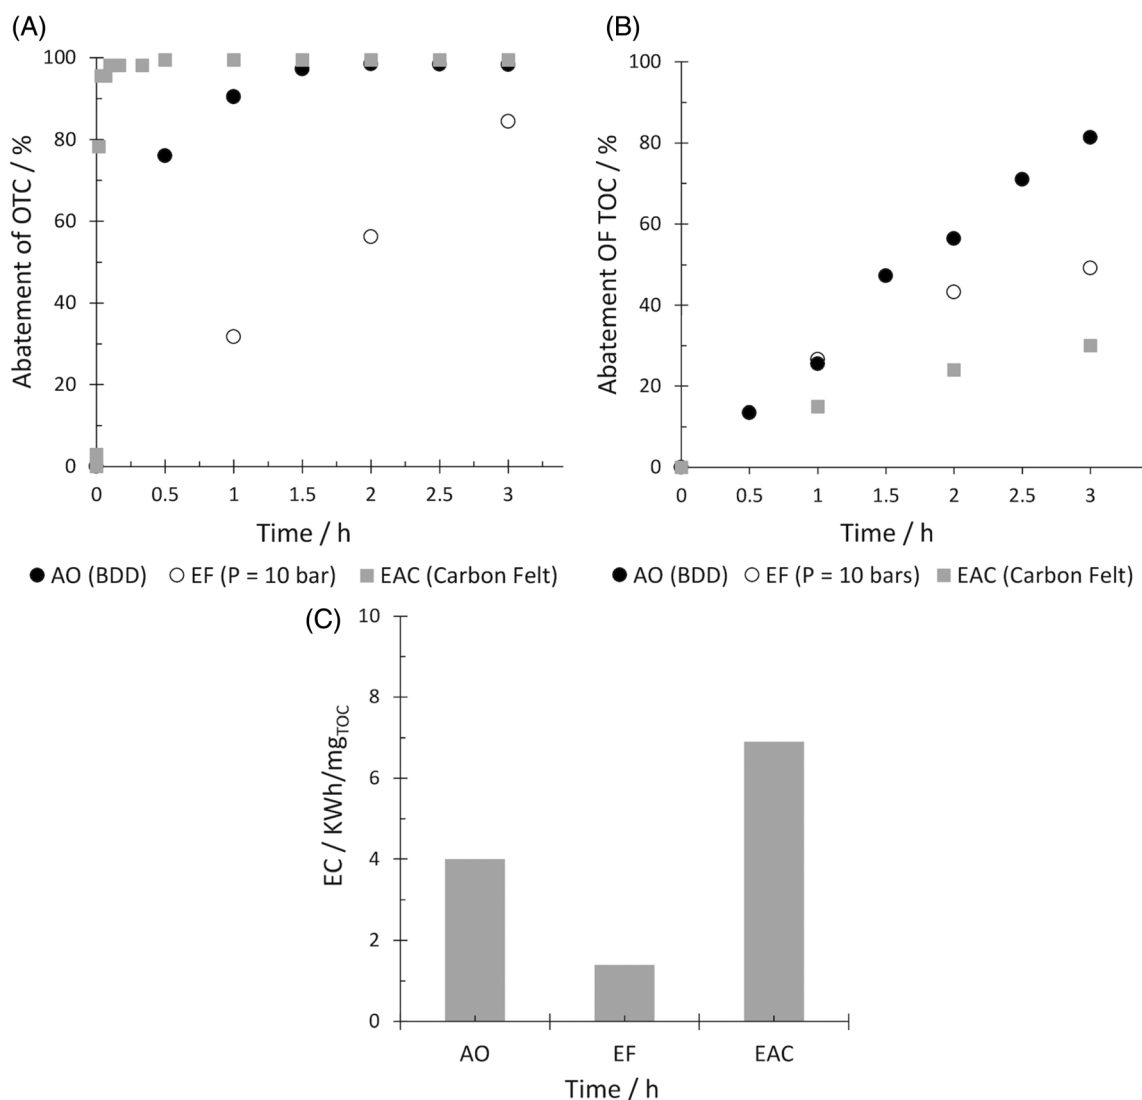 (A)
100
80
60
40
20
0
Abatement of OTC / %
0 0.5 1 1.5 2 2.5 3
Time / h
AO (BDD) EF (P = 10 bar) EAC (Carbon Felt)
(B)
100
80
60
40
20
0
Abatement OF TOC / %
0 0.5 1 1.5 2 2.5 3
Time / h
AO (BDD) EF (P = 10 bars) EAC (Carbon Felt)
(C)
10
8
6
4
2
0
EC / KWh/mgTOC
AO EF EAC
Time / h